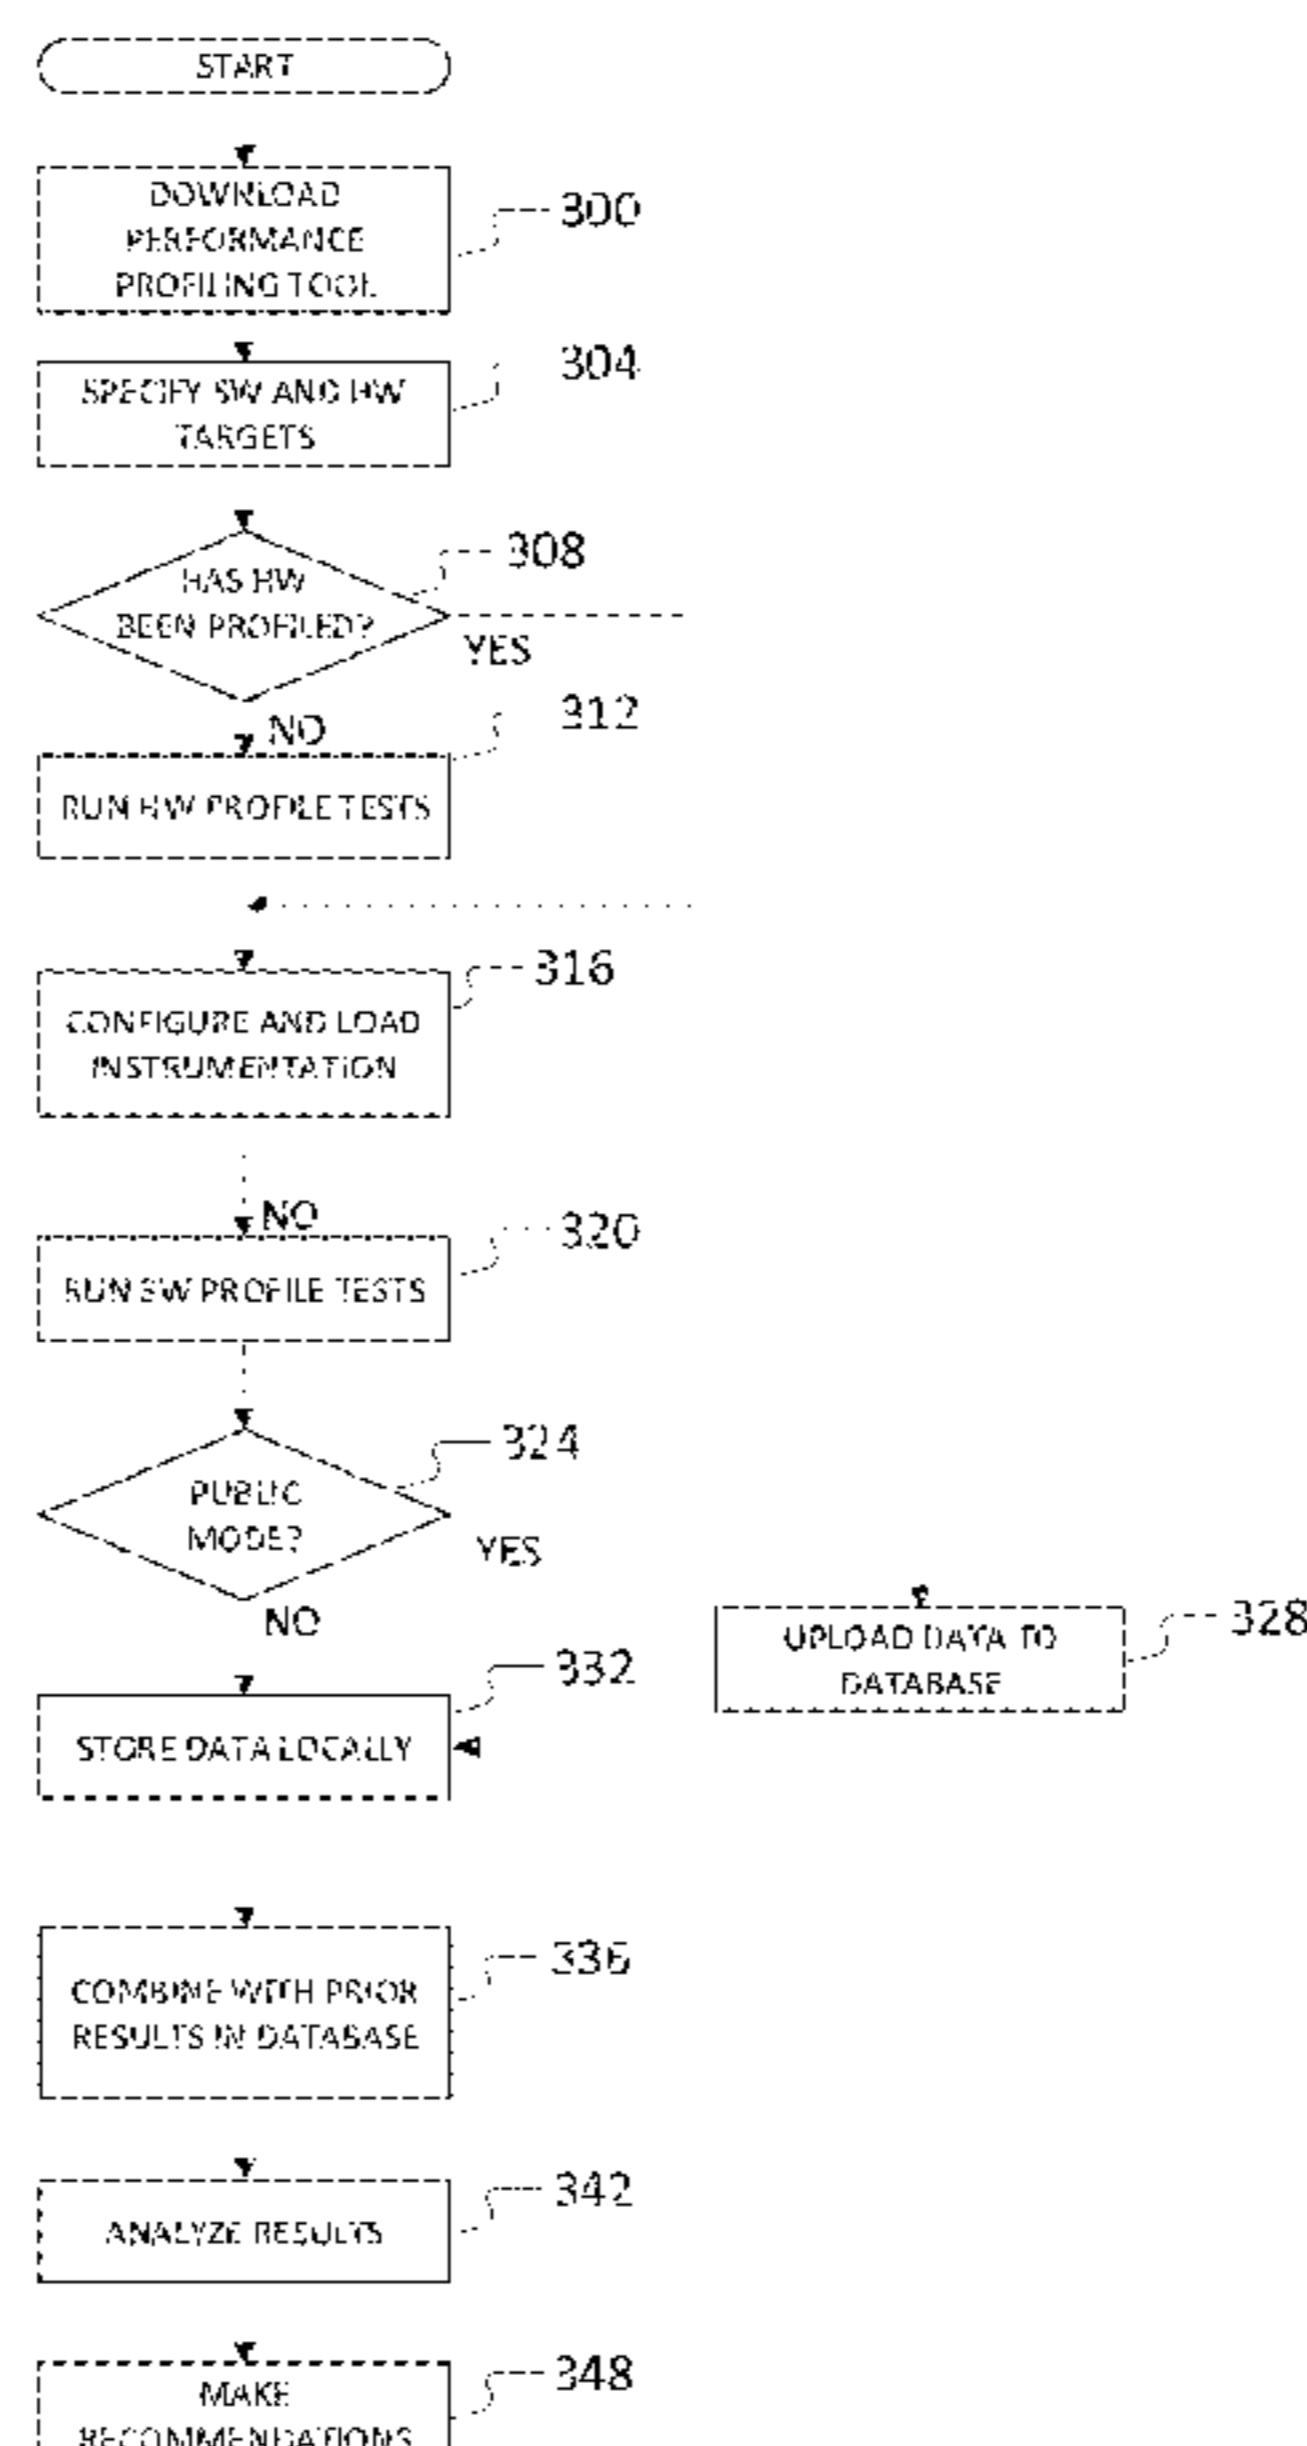 START
DOWNLOAD
PERFORMANCE
PROFILING TOOL
300
SPECIFY SW AND HW
TARGETS
304
HAS HW
BEEN PROFILED?
308
YES
NO
312
RUN HW PROFILE TESTS
CONFIGURE AND LOAD
INSTRUMENTATION
316
NO
320
RUN SW PROFILE TESTS
324
PUBLIC
MODE?
YES
NO
UPLOAD DATA TO
DATABASE
328
332
STORE DATA LOCALLY
336
COMBINE WITH PRIOR
RESULTS IN DATABASE
342
ANALYZE RESULTS
348
MAKE
RECOMMENDATIONS